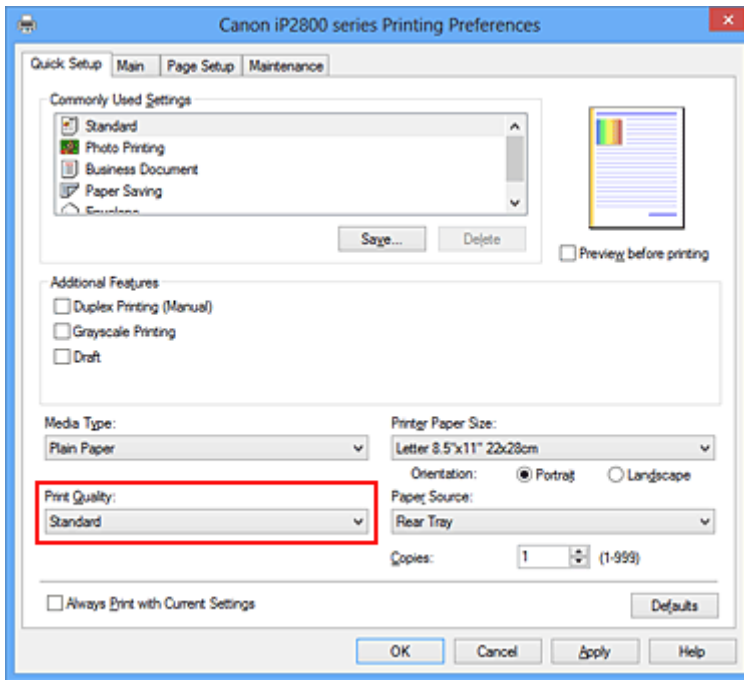 Canon iP2800 series Printing Preferences
Quick Setup Main Page Setup Maintenance
Commonly Used Settings
Standard
Photo Printing
Business Document
Paper Saving
Envelope
Save... Delete
Preview before printing
Additional Features
Duplex Printing (Manual)
Grayscale Printing
Draft
Media Type: Printer Paper Size:
Plain Paper Letter 8.5"x11" 22x28cm
Orientation: Portrait Landscape
Print Quality: Paper Source:
Standard Rear Tray
Copies: 1 (1-999)
Always Print with Current Settings Defaults
OK Cancel Apply Help